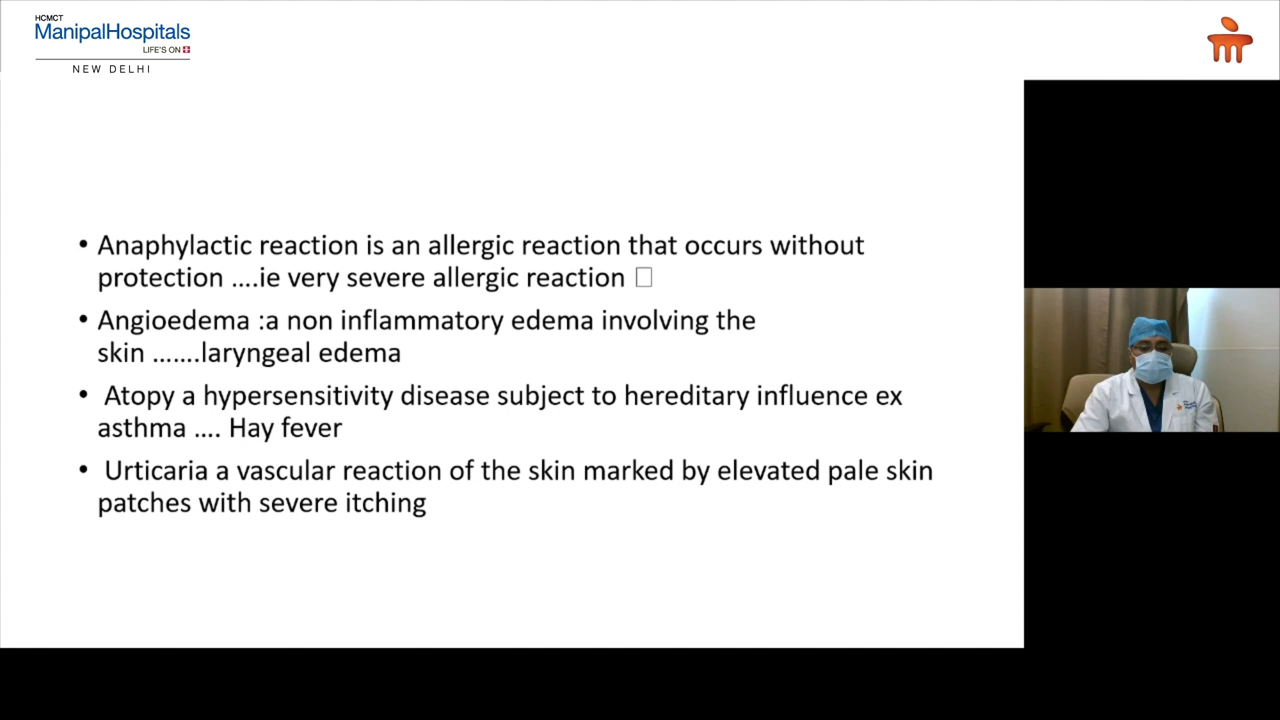 HCMCT
ManipalHospitals
LIFE'S ON
NEW DELHI
• Anaphylactic reaction is an allergic reaction that occurs without
protection ....ie very severe allergic reaction □
• Angioedema :a non inflammatory edema involving the
skin .......laryngeal edema
• Atopy a hypersensitivity disease subject to hereditary influence ex
asthma .... Hay fever
• Urticaria a vascular reaction of the skin marked by elevated pale skin
patches with severe itching